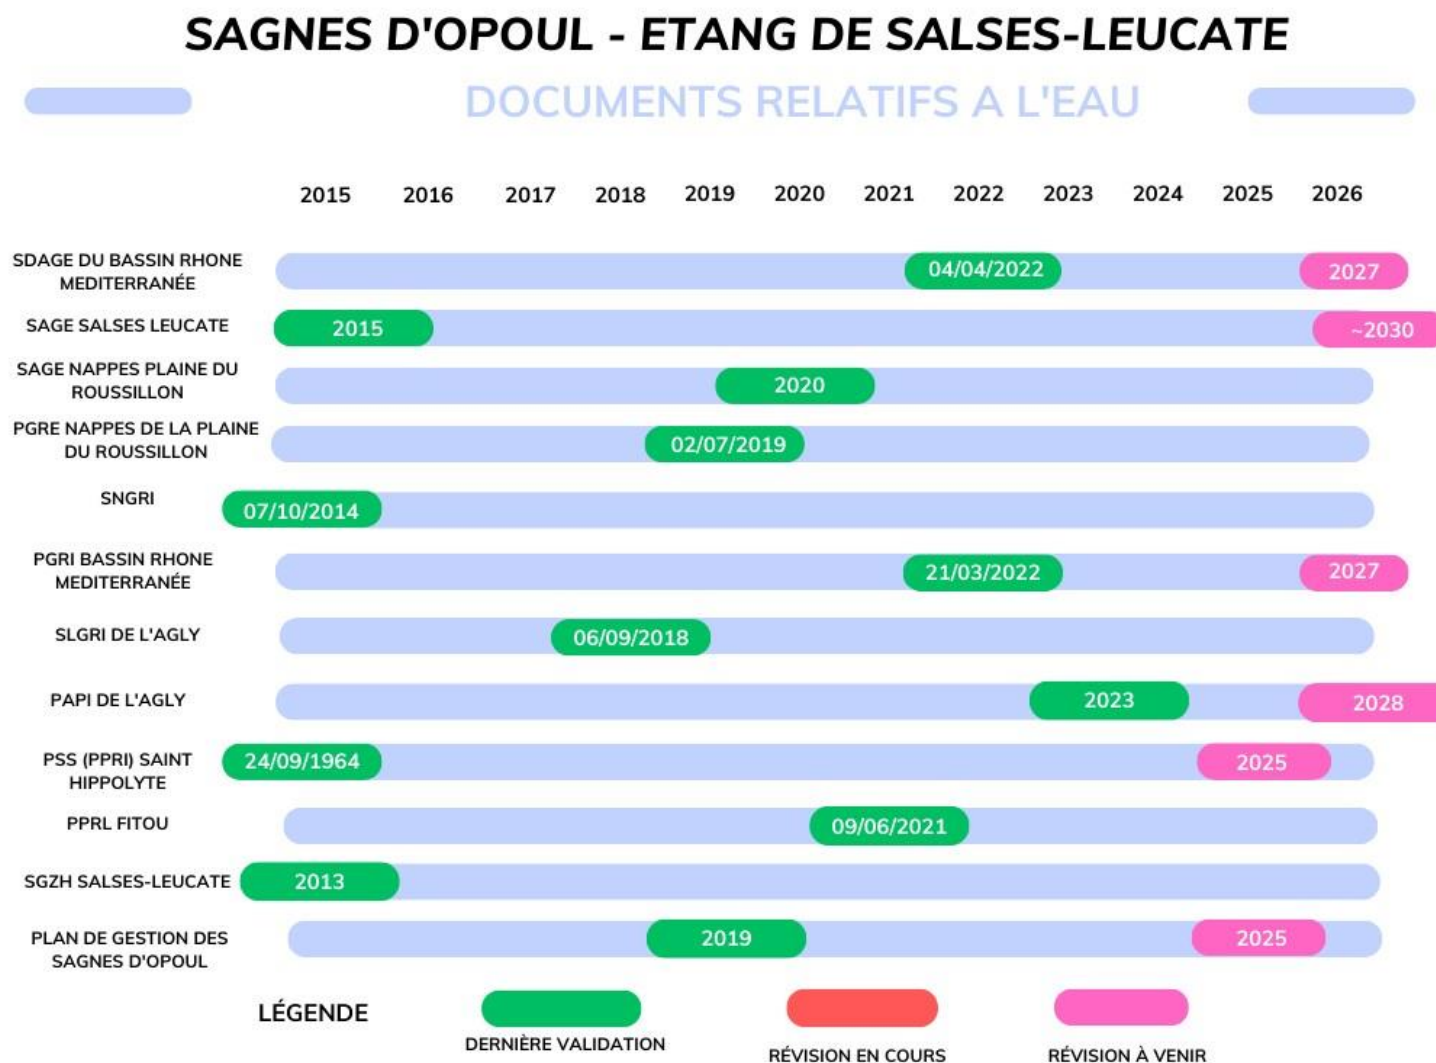 SAGNES D'OPOUL - ETANG DE SALSES-LEUCATE
DOCUMENTS RELATIFS A L'EAU
2015 2016 2017 2018 2019 2020 2021 2022 2023 2024 2025 2026
SDAGE DU BASSIN RHONE
MEDITERRANÉE
04/04/2022
2027
SAGE SALSES LEUCATE
2015
~2030
SAGE NAPPES PLAINE DU
ROUSSILLON
2020
PGRE NAPPES DE LA PLAINE
DU ROUSSILLON
02/07/2019
SNGRI
07/10/2014
PGRI BASSIN RHONE
MEDITERRANÉE
21/03/2022
2027
SLGRI DE L'AGLY
06/09/2018
PAPI DE L'AGLY
2023
2028
PSS (PPRI) SAINT
HIPPOLYTE
24/09/1964
2025
PPRL FITOU
09/06/2021
SGZH SALSES-LEUCATE
2013
PLAN DE GESTION DES
SAGNES D'OPOUL
2019
2025
LÉGENDE
DERNIÈRE VALIDATION
RÉVISION EN COURS
RÉVISION À VENIR